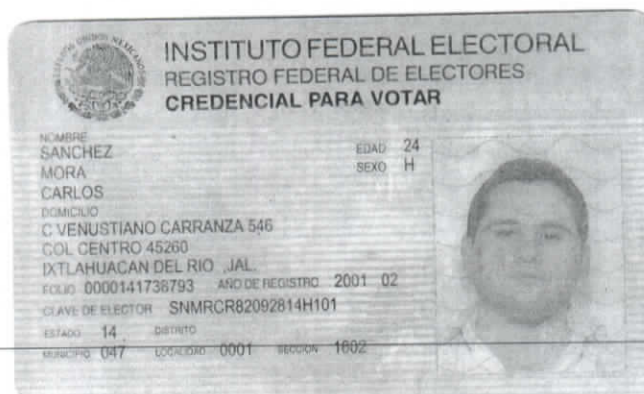 INSTITUTO FEDERAL ELECTORAL
REGISTRO FEDERAL DE ELECTORES
CREDENCIAL PARA VOTAR
NOMBRE
SANCHEZ
MORA
CARLOS
EDAD 24
SEXO H
DOMICILIO
C VENUSTIANO CARRANZA 546
COL CENTRO 45260
IXTLAHUACAN DEL RIO ,JAL.
FOLIO 0000141738793 AÑO DE REGISTRO 2001 02
CLAVE DE ELECTOR SNMRCR82092814H101
ESTADO 14 DISTRITO
MUNICIPIO 047 LOCALIDAD 0001 SECCION 1602